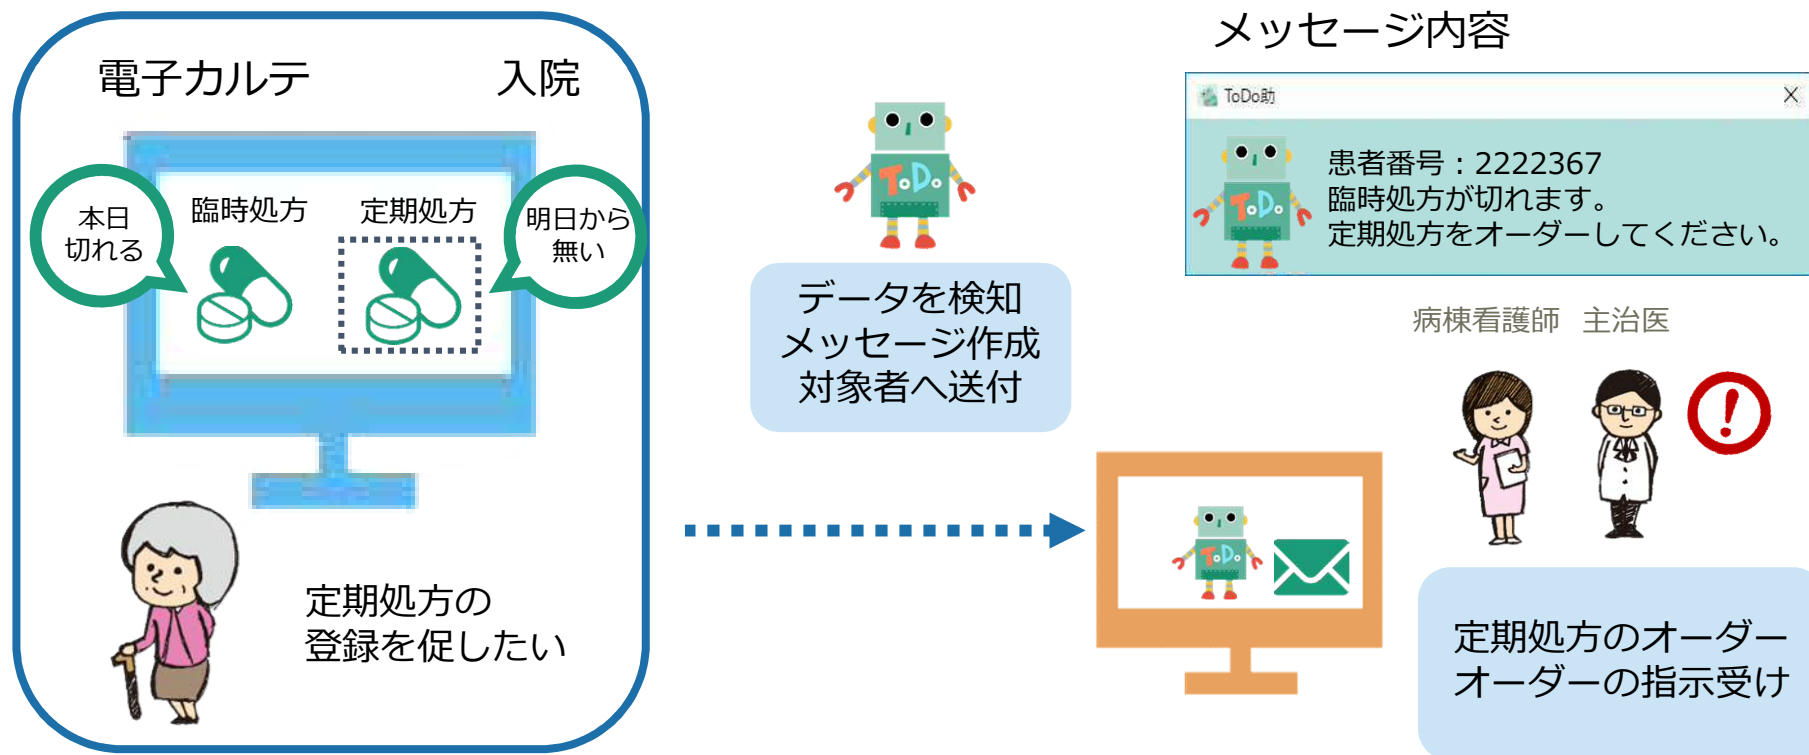 電子カルテ 入院
本日
切れる
臨時処方
定期処方
明日から
無い
定期処方の
登録を促したい
ToDo
データを検知
メッセージ作成
対象者へ送付
メッセージ内容
ToDo助 X
ToDo
患者番号：2222367
臨時処方が切れます。
定期処方をオーダーしてください。
病棟看護師 主治医
!
ToDo
定期処方のオーダー
オーダーの指示受け